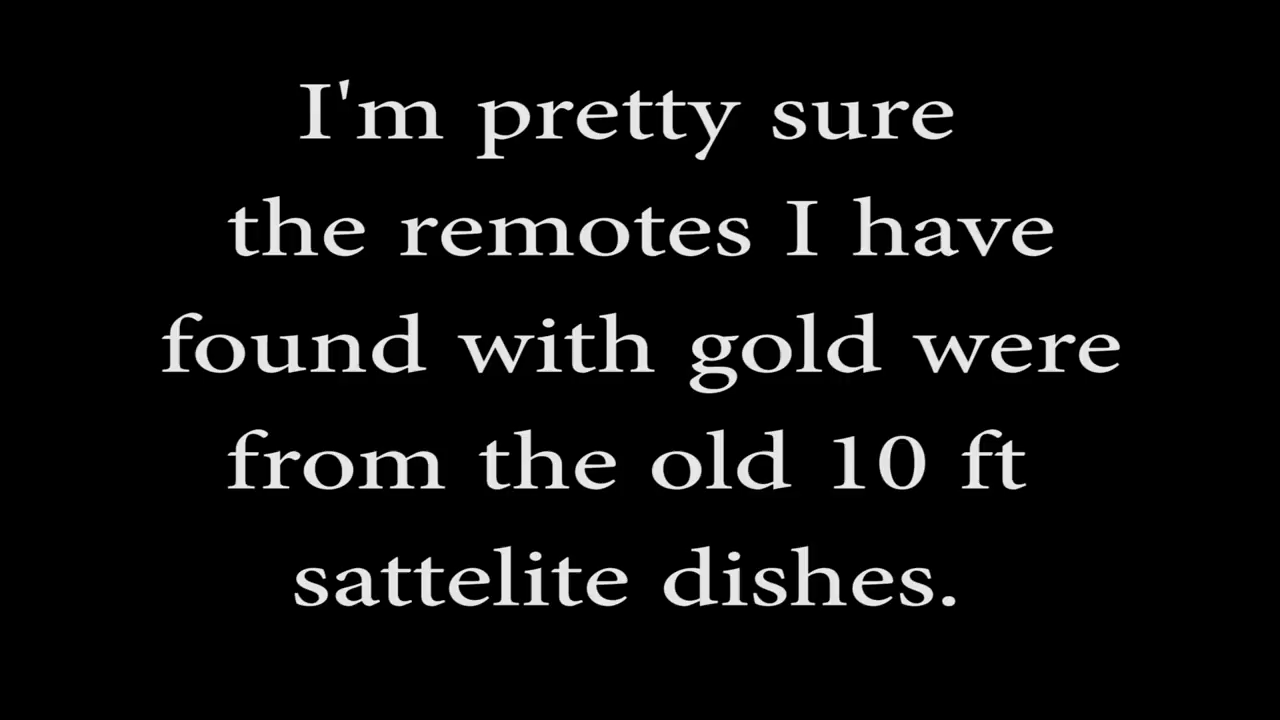 I'm pretty sure
the remotes I have
found with gold were
from the old 10 ft
sattelite dishes.